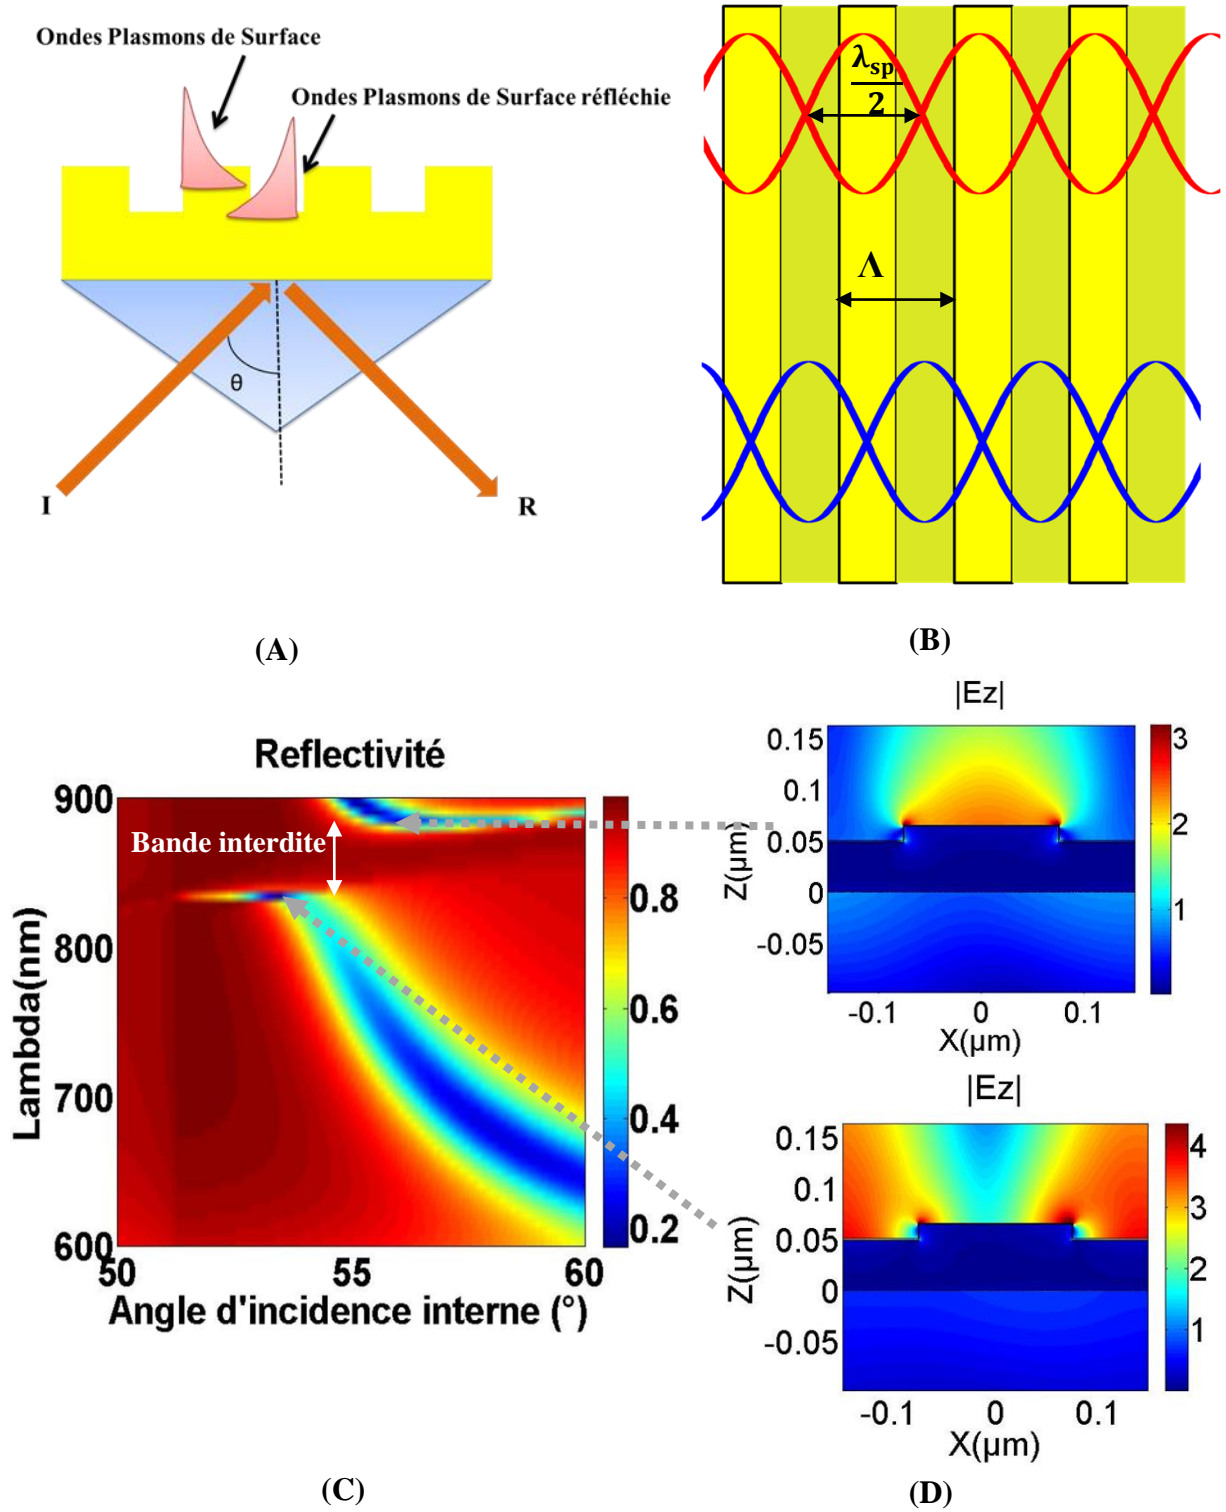 Ondes Plasmons de Surface
Ondes Plasmons de Surface réfléchie
θ
I
R
(A)
λsp
2
Λ
(B)
Reflectivité
900
800
700
600
Lambda(nm)
Bande interdite
50
55
60
Angle d'incidence interne (°)
0.8
0.6
0.4
0.2
(C)
|Ez|
0.15
0.1
0.05
0
-0.05
Z(µm)
-0.1
0
0.1
X(µm)
3
2
1
|Ez|
0.15
0.1
0.05
0
-0.05
Z(µm)
-0.1
0
0.1
X(µm)
4
3
2
1
(D)